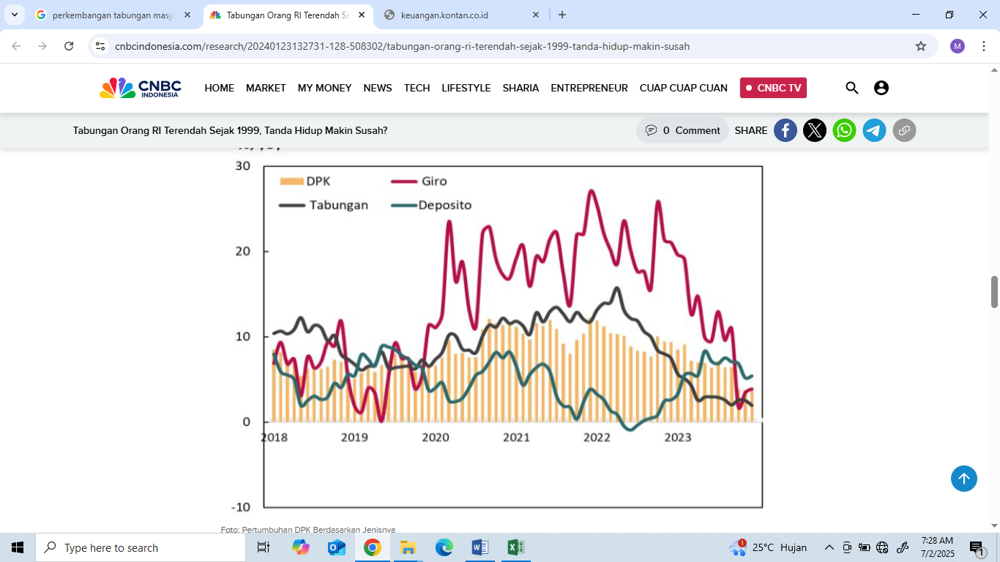 perkembangan tabungan masy
Tabungan Orang RI Terendah Se
keuangan.kontan.co.id
cnbcindonesia.com/research/20240123132731-128-508302/tabungan-orang-ri-terendah-sejak-1999-tanda-hidup-makin-susah
M
CNBC
INDONESIA
HOME MARKET MY MONEY NEWS TECH LIFESTYLE SHARIA ENTREPRENEUR CUAP CUAP CUAN CNBC TV
Tabungan Orang RI Terendah Sejak 1999, Tanda Hidup Makin Susah?
0 Comment SHARE
30
DPK Giro
Tabungan Deposito
20
10
0
2018 2019 2020 2021 2022 2023
-10
Foto: Pertumbuhan DPK Berdasarkan Jenisnya
Type here to search
1
25°C Hujan
7:28 AM
7/2/2025
1